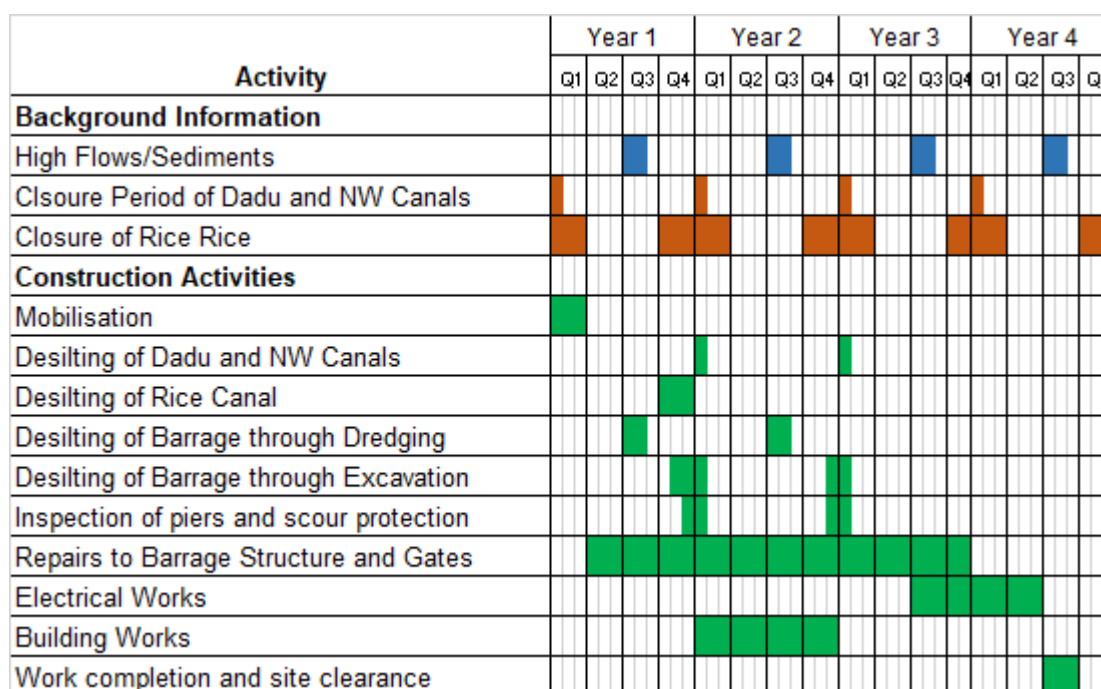 Year 1 Year 2 Year 3 Year 4
Activity Q1 Q2 Q3 Q4 Q1 Q2 Q3 Q4 Q1 Q2 Q3 Q4 Q1 Q2 Q3 Q
Background Information
High Flows/Sediments
Clsoure Period of Dadu and NW Canals
Closure of Rice Rice
Construction Activities
Mobilisation
Desilting of Dadu and NW Canals
Desilting of Rice Canal
Desilting of Barrage through Dredging
Desilting of Barrage through Excavation
Inspection of piers and scour protection
Repairs to Barrage Structure and Gates
Electrical Works
Building Works
Work completion and site clearance